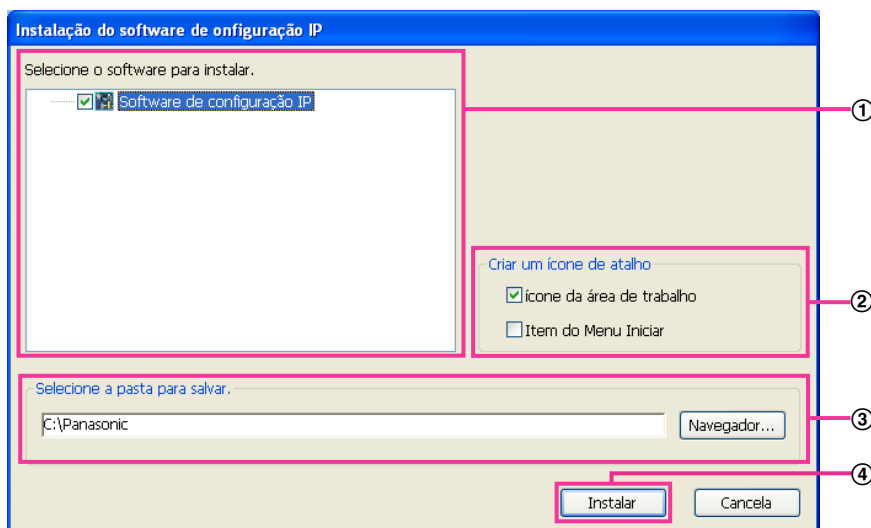 Instalação do software de onfiguração IP
Selecione o software para instalar.
Software de configuração IP
①
Criar um ícone de atalho
ícone da área de trabalho
②
Item do Menu Iniciar
Selecione a pasta para salvar.
C:\Panasonic
Navegador...
③
④
Instalar
Cancela